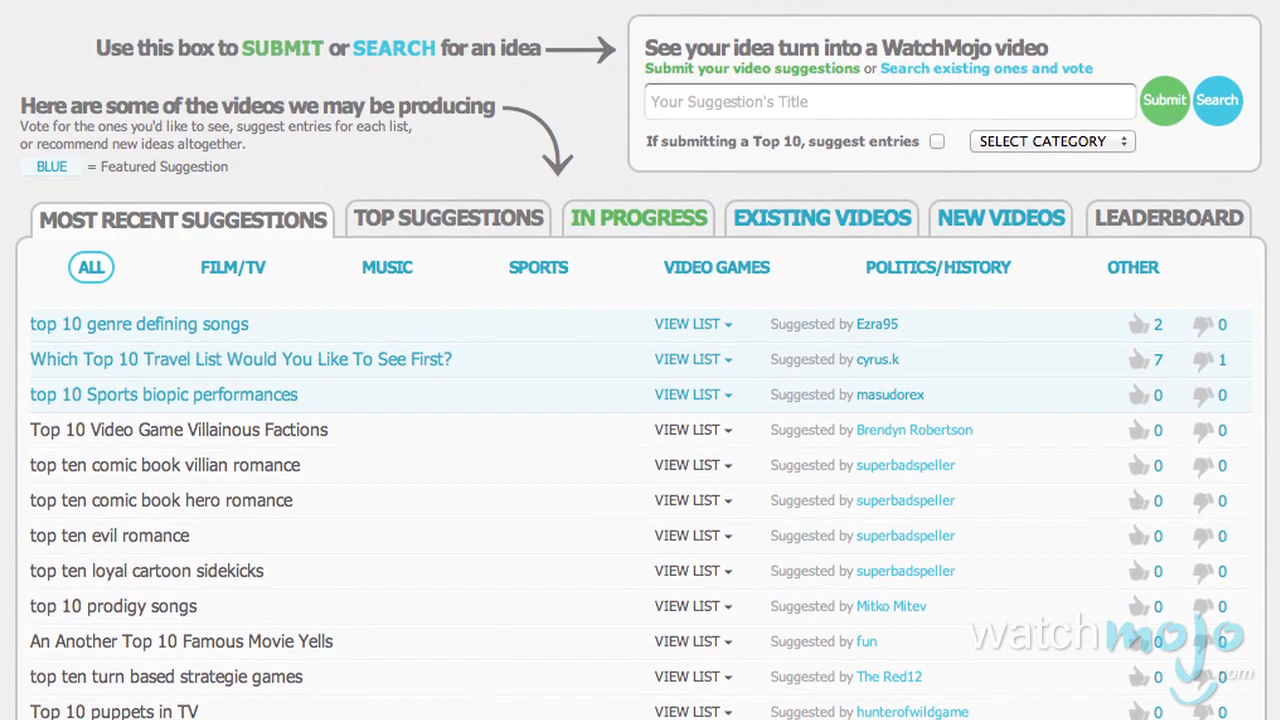 Use this box to SUBMIT or SEARCH for an idea
See your idea turn into a WatchMojo video
Submit your video suggestions or Search existing ones and vote
Your Suggestion's Title
Submit
Search
If submitting a Top 10, suggest entries
SELECT CATEGORY
Here are some of the videos we may be producing
Vote for the ones you'd like to see, suggest entries for each list,
or recommend new ideas altogether.
BLUE = Featured Suggestion
MOST RECENT SUGGESTIONS TOP SUGGESTIONS IN PROGRESS EXISTING VIDEOS NEW VIDEOS LEADERBOARD
ALL FILM/TV MUSIC SPORTS VIDEO GAMES POLITICS/HISTORY OTHER
top 10 genre defining songs VIEW LIST Suggested by Ezra95 2 0
Which Top 10 Travel List Would You Like To See First? VIEW LIST Suggested by cyrus.k 7 1
top 10 Sports biopic performances VIEW LIST Suggested by masudorex 0 0
Top 10 Video Game Villainous Factions VIEW LIST Suggested by Brendyn Robertson 0 0
top ten comic book villian romance VIEW LIST Suggested by superbadspeller 0 0
top ten comic book hero romance VIEW LIST Suggested by superbadspeller 0 0
top ten evil romance VIEW LIST Suggested by superbadspeller 0 0
top ten loyal cartoon sidekicks VIEW LIST Suggested by superbadspeller 0 0
top 10 prodigy songs VIEW LIST Suggested by Mitko Mitev 0 0
An Another Top 10 Famous Movie Yells VIEW LIST Suggested by fun 0 0
watchmojo.com
top ten turn based strategie games VIEW LIST Suggested by The Red12 0 0
Top 10 puppets in TV VIEW LIST Suggested by hunterofwildgame 0 0